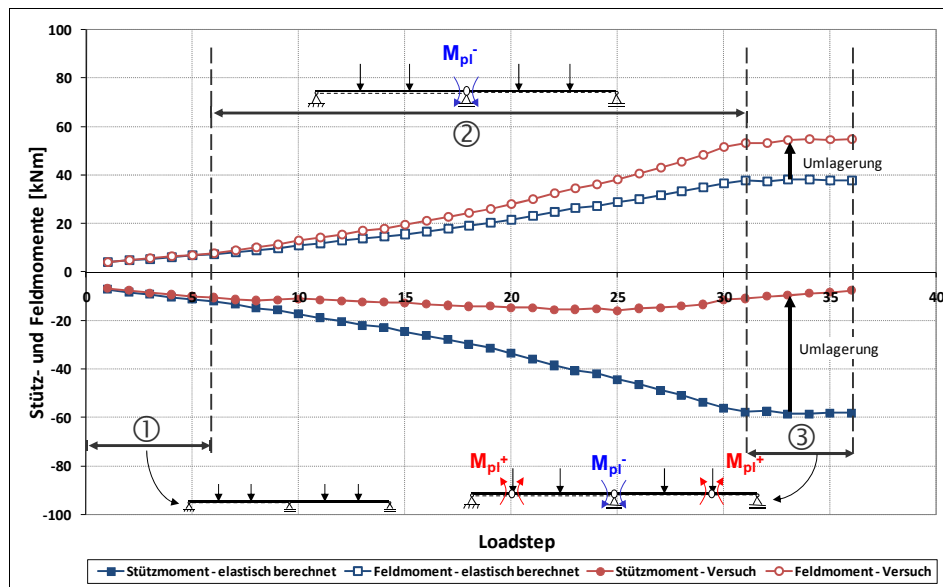 100
80
60
40
20
0
-20
-40
-60
-80
-100
Stütz- und Feldmomente [kNm]
0 5 10 15 20 25 30 35 40
Loadstep
Mpl-
②
Umlagerung
Umlagerung
①
③
Mpl+ Mpl- Mpl+
Stützmoment - elastisch berechnet Feldmoment - elastisch berechnet Stützmoment - Versuch Feldmoment - Versuch